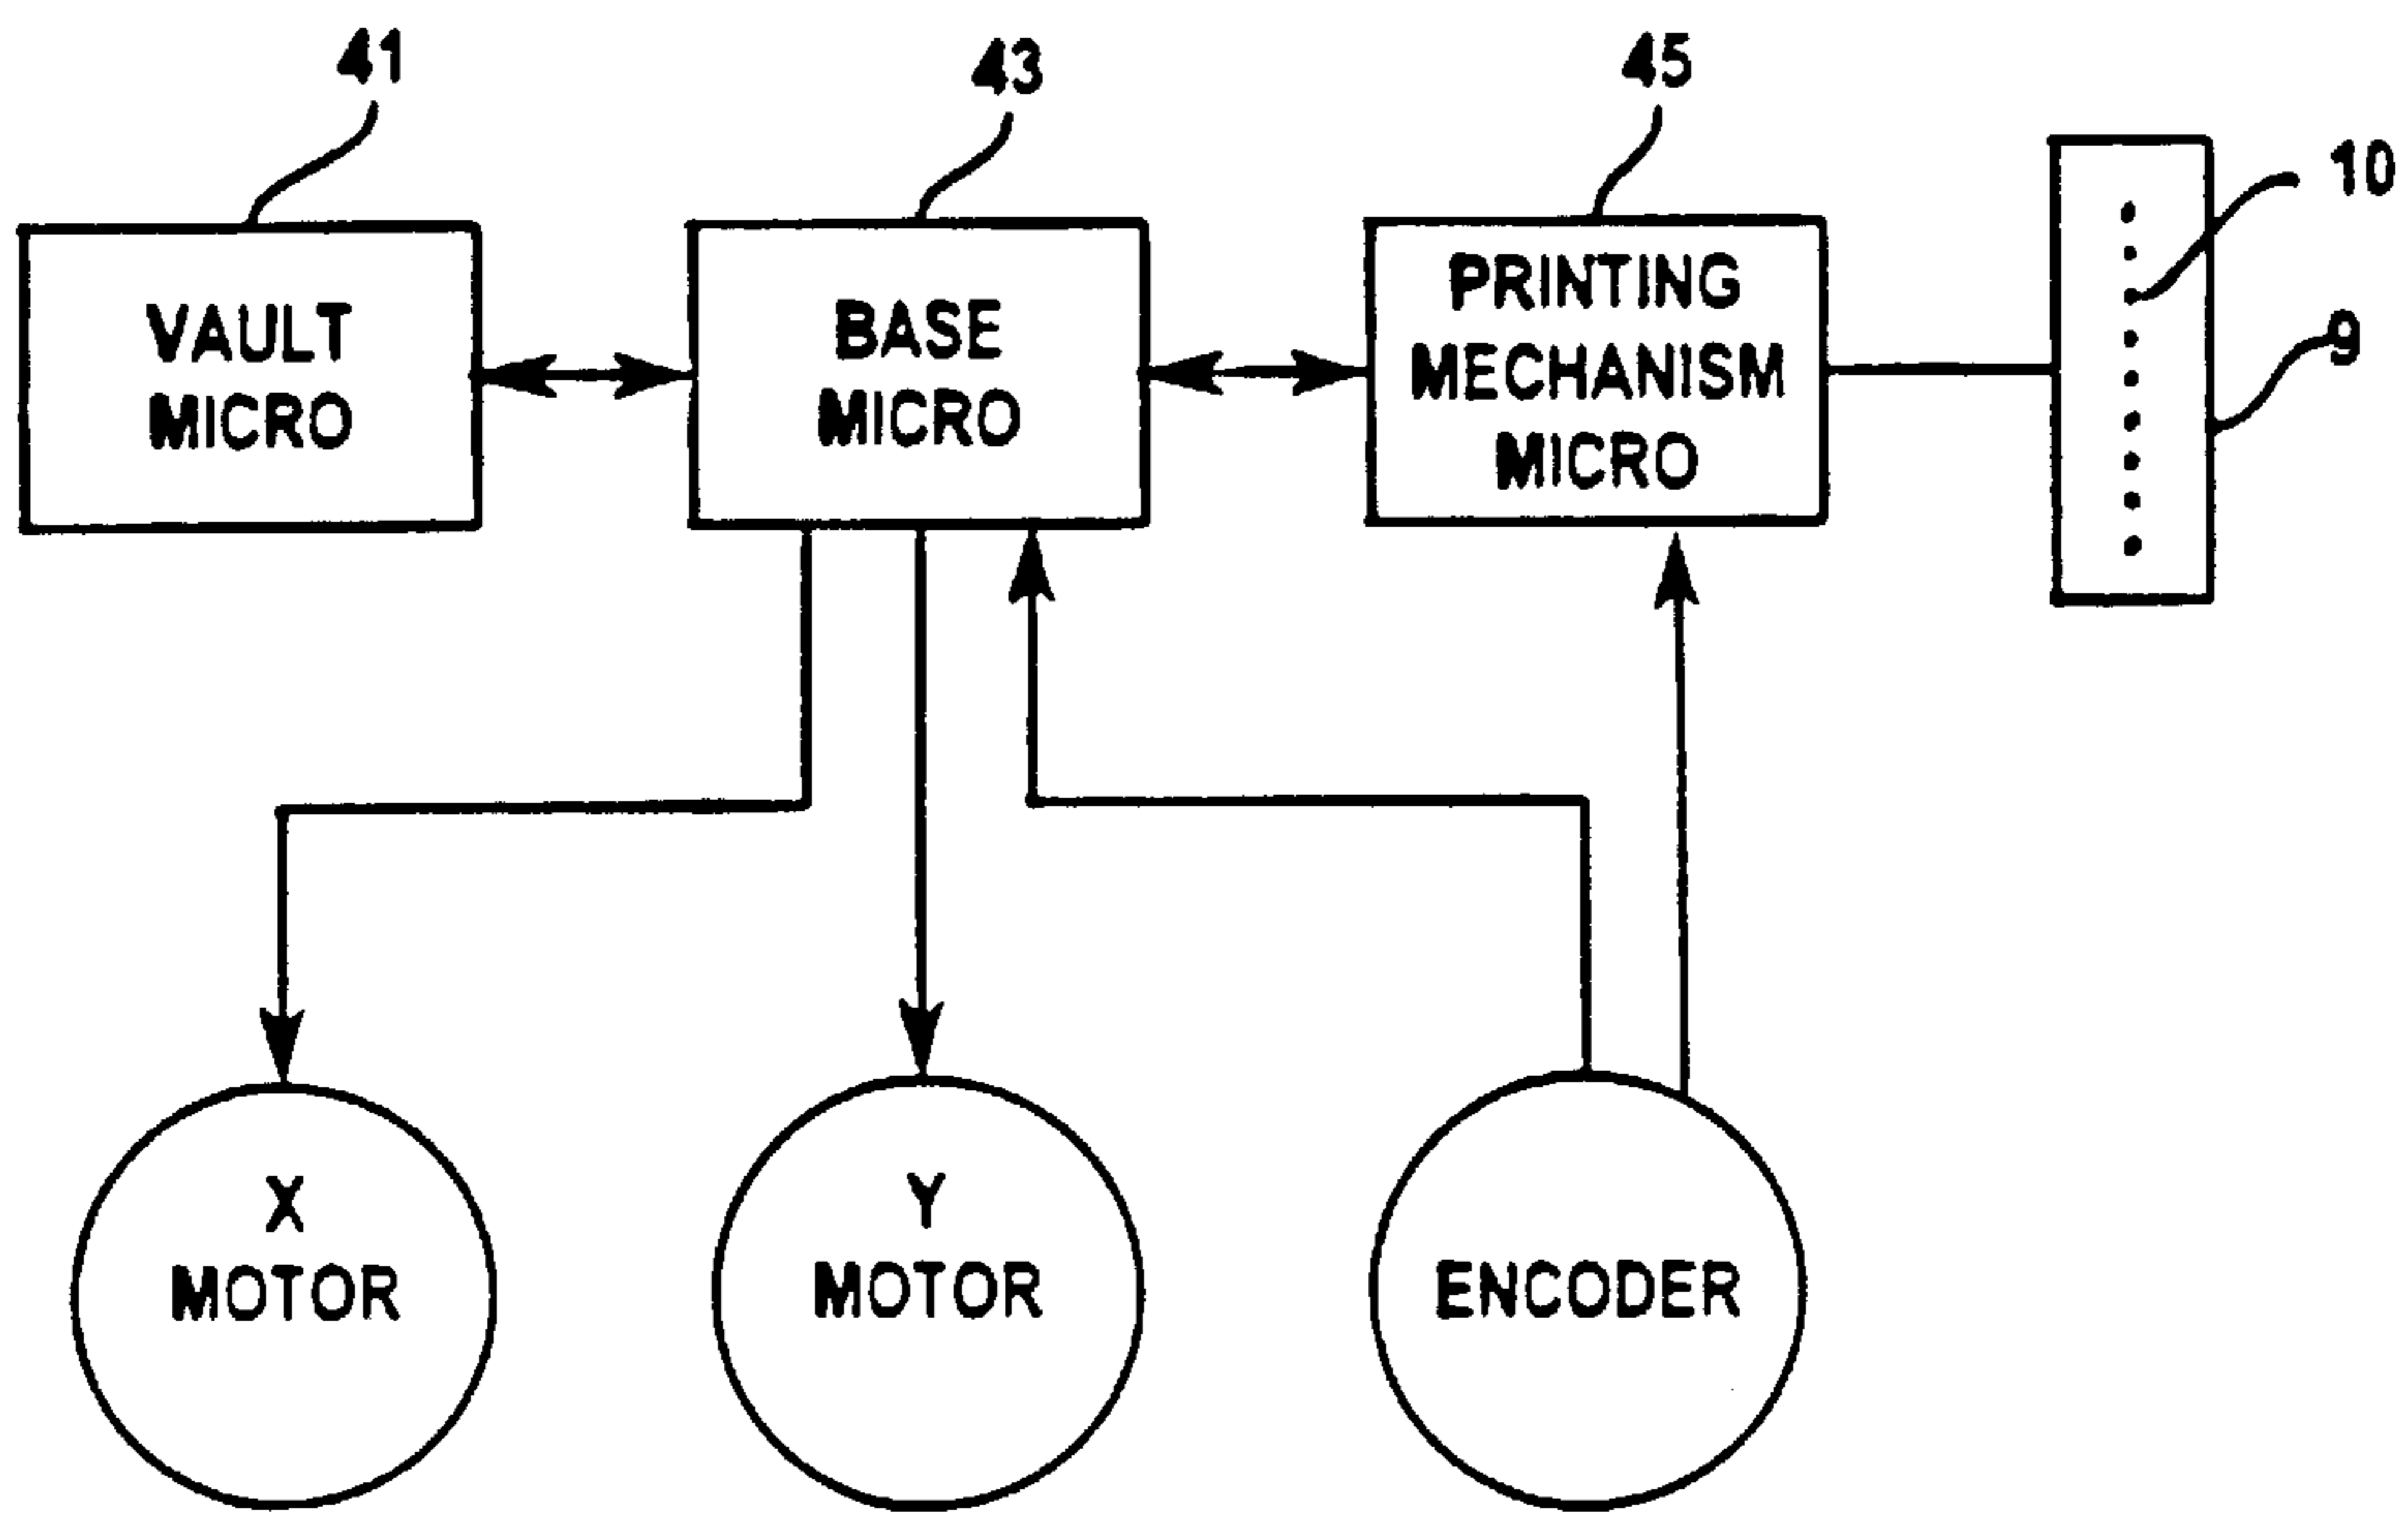 41
43
45
10
9
VAULT
MICRO
BASE
MICRO
PRINTING
MECHANISM
MICRO
X
MOTOR
Y
MOTOR
ENCODER